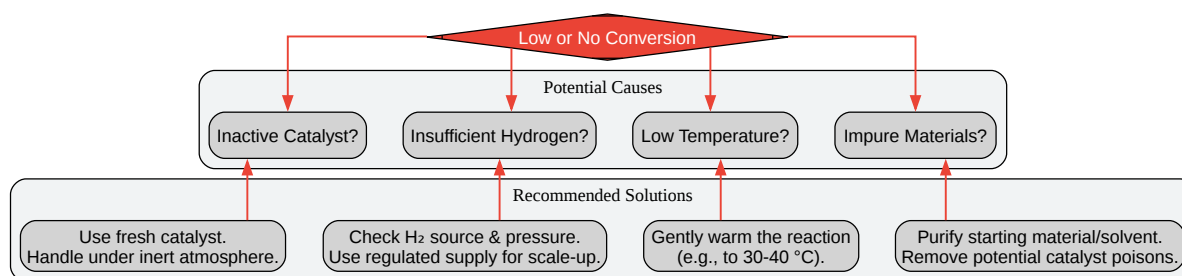 Low or No Conversion
Potential Causes
Inactive Catalyst?
Insufficient Hydrogen?
Low Temperature?
Impure Materials?
Recommended Solutions
Use fresh catalyst.
Handle under inert atmosphere.
Check H₂ source & pressure.
Use regulated supply for scale-up.
Gently warm the reaction
(e.g., to 30-40 °C).
Purify starting material/solvent.
Remove potential catalyst poisons.